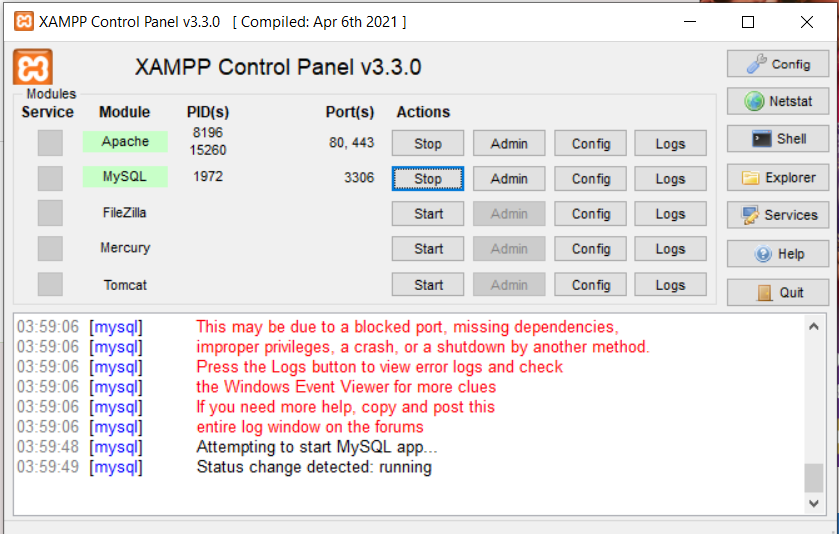 XAMPP Control Panel v3.3.0 [ Compiled: Apr 6th 2021 ]
XAMPP Control Panel v3.3.0
Config
Modules
Service Module PID(s) Port(s) Actions
Netstat
Apache 8196 15260 80, 443 Stop Admin Config Logs
Shell
MySQL 1972 3306 Stop Admin Config Logs
Explorer
FileZilla Start Admin Config Logs
Services
Mercury Start Admin Config Logs
Help
Tomcat Start Admin Config Logs
Quit
03:59:06 [mysql] This may be due to a blocked port, missing dependencies,
03:59:06 [mysql] improper privileges, a crash, or a shutdown by another method.
03:59:06 [mysql] Press the Logs button to view error logs and check
03:59:06 [mysql] the Windows Event Viewer for more clues
03:59:06 [mysql] If you need more help, copy and post this
03:59:06 [mysql] entire log window on the forums
03:59:48 [mysql] Attempting to start MySQL app...
03:59:49 [mysql] Status change detected: running